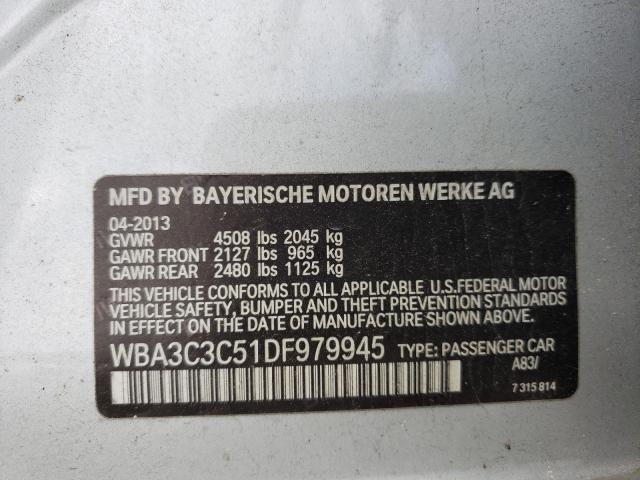 MFD BY BAYERISCHE MOTOREN WERKE AG
04-2013
GVWR 4508 lbs 2045 kg
GAWR FRONT 2127 lbs 965 kg
GAWR REAR 2480 lbs 1125 kg
THIS VEHICLE CONFORMS TO ALL APPLICABLE U.S.FEDERAL MOTOR
VEHICLE SAFETY, BUMPER AND THEFT PREVENTION STANDARDS
IN EFFECT ON THE DATE OF MANUFACTURE SHOWN ABOVE.
WBA3C3C51DF979945 TYPE: PASSENGER CAR
A83/
7 315 814